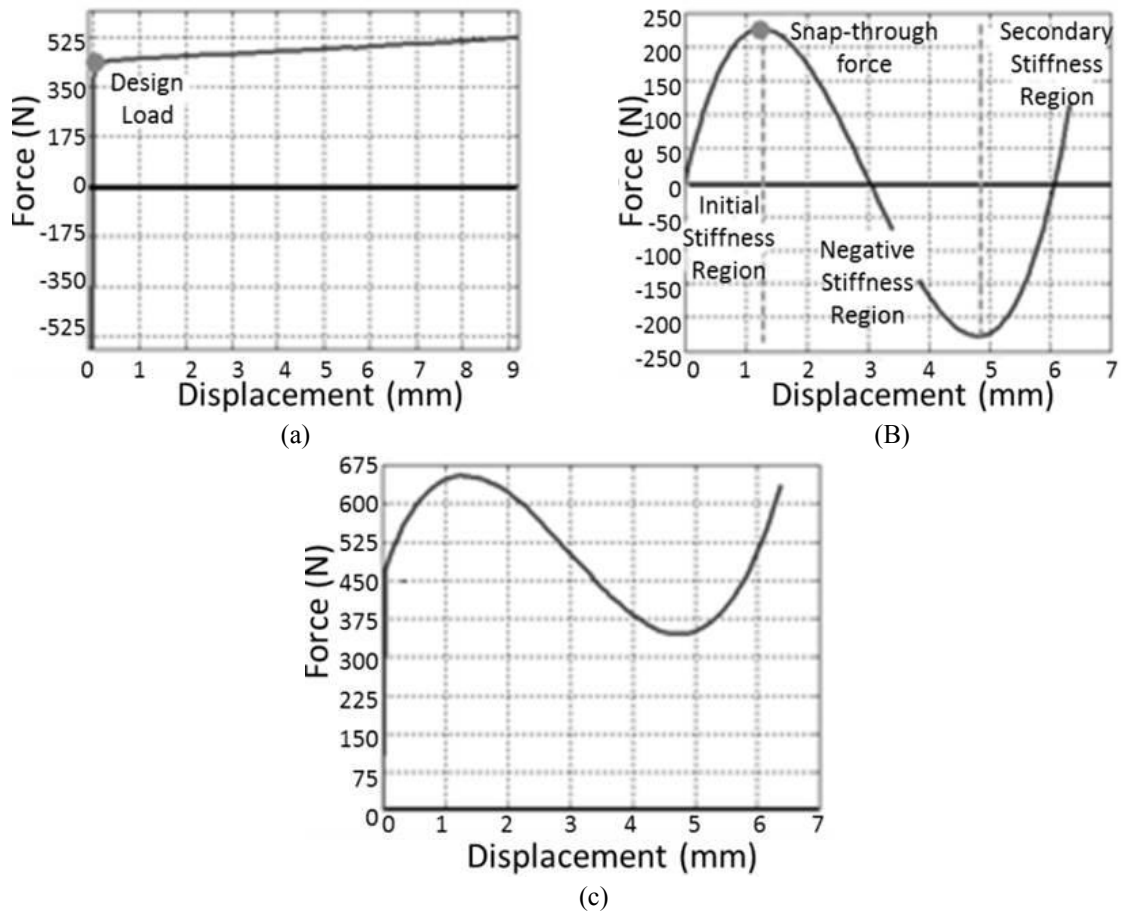 525
350
175
0
-175
-350
-525
Force (N)
Design
Load
0 1 2 3 4 5 6 7 8 9
Displacement (mm)
(a)
250
200
150
100
50
0
-50
-100
-150
-200
-250
Force (N)
Snap-through
force
Secondary
Stiffness
Region
Initial
Stiffness
Region
Negative
Stiffness
Region
0 1 2 3 4 5 6 7
Displacement (mm)
(B)
675
600
525
450
375
300
225
150
75
0
Force (N)
0 1 2 3 4 5 6 7
Displacement (mm)
(c)